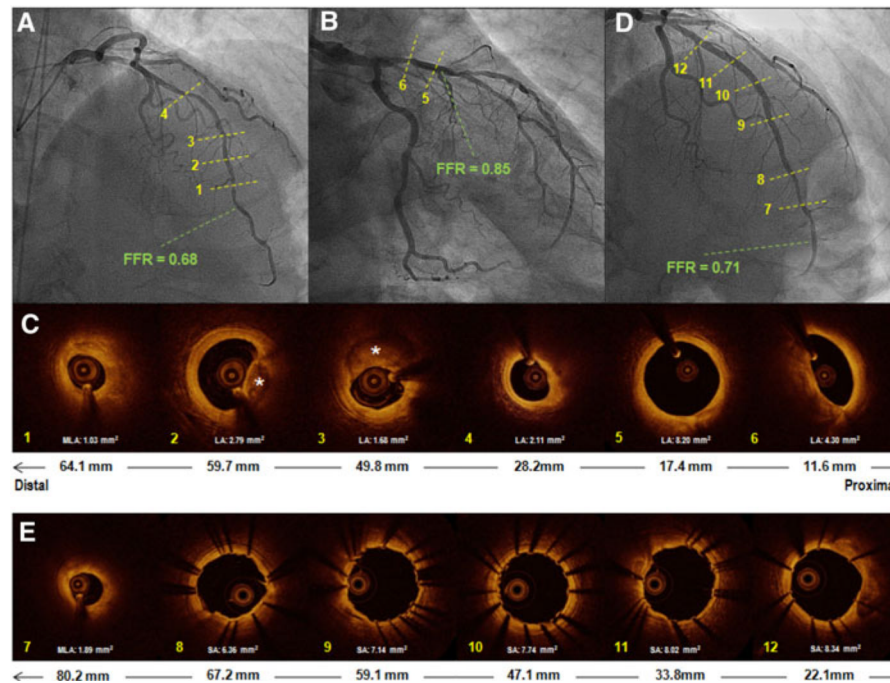 A
B
D
4
3
2
1
FFR = 0.68
6
5
FFR = 0.85
12
11
10
9
8
7
FFR = 0.71
C
* *
1 MLA: 1.03 mm² 2 LA: 2.79 mm² 3 LA: 1.68 mm² 4 LA: 2.11 mm² 5 LA: 8.20 mm² 6 LA: 4.30 mm²
64.1 mm 59.7 mm 49.8 mm 28.2mm 17.4 mm 11.6 mm
Distal Proxima
E
7 MLA: 1.89 mm² 8 SA: 6.36 mm² 9 SA: 7.14 mm² 10 SA: 7.74 mm² 11 SA: 8.02 mm² 12 SA: 8.34 mm²
80.2 mm 67.2 mm 59.1 mm 47.1 mm 33.8mm 22.1mm